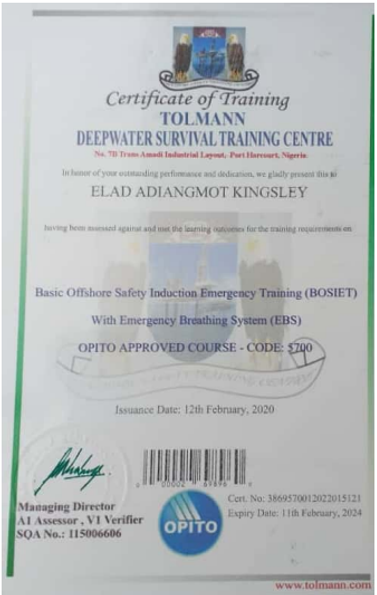 Certificate of Training
TOLMANN
DEEPWATER SURVIVAL TRAINING CENTRE
No. 7B Trans Amadi Industrial Layout, Port Harcourt, Nigeria.
In honor of your outstanding performance and dedication, we gladly present this to
ELAD ADIANGMOT KINGSLEY
having been assessed against and met the learning outcomes for the training requirements on
Basic Offshore Safety Induction Emergency Training (BOSIET)
With Emergency Breathing System (EBS)
OPITO APPROVED COURSE - CODE: 5700
Issuance Date: 12th February, 2020
Managing Director
A1 Assessor , V1 Verifier
SQA No.: 115006606
OPITO
Cert. No: 3869570012022015121
Expiry Date: 11th February, 2024
www.tolmann.com